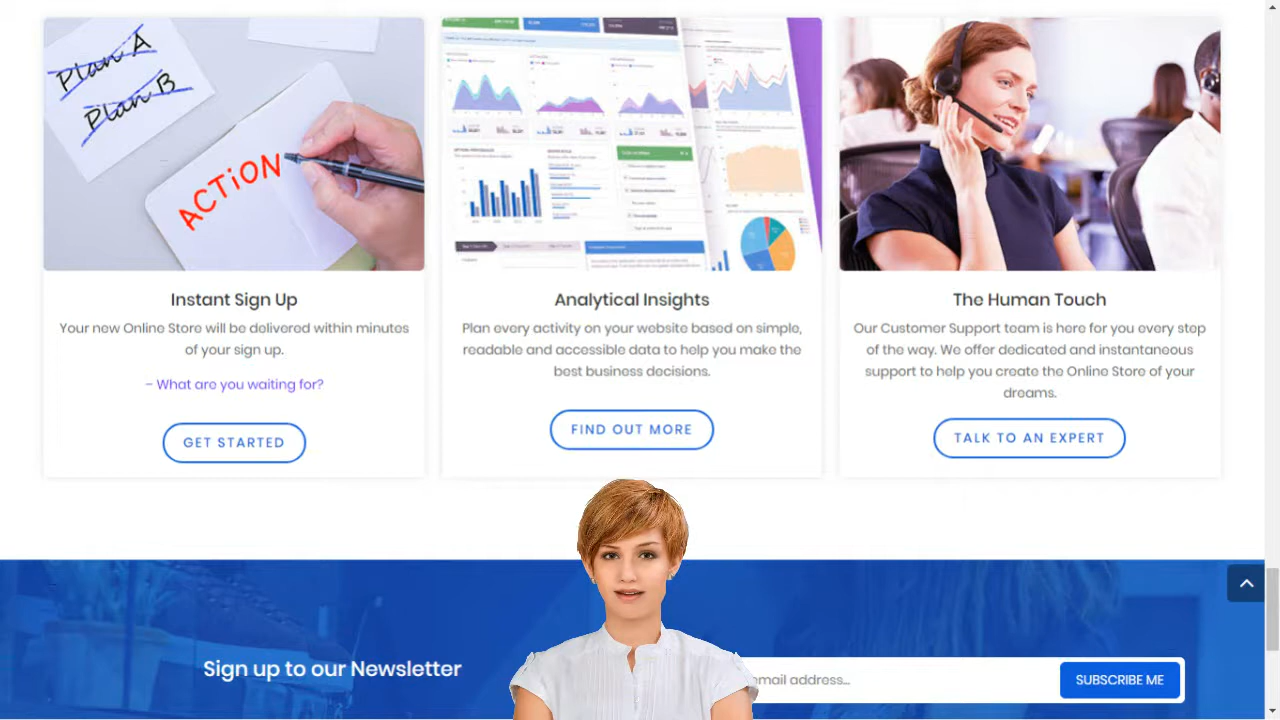 Plan A
Plan B
ACTION
Instant Sign Up
Your new Online Store will be delivered within minutes
of your sign up.
– What are you waiting for?
GET STARTED
Analytical Insights
Plan every activity on your website based on simple,
readable and accessible data to help you make the
best business decisions.
FIND OUT MORE
The Human Touch
Our Customer Support team is here for you every step
of the way. We offer dedicated and instantaneous
support to help you create the Online Store of your
dreams.
TALK TO AN EXPERT
Sign up to our Newsletter
address...
SUBSCRIBE ME